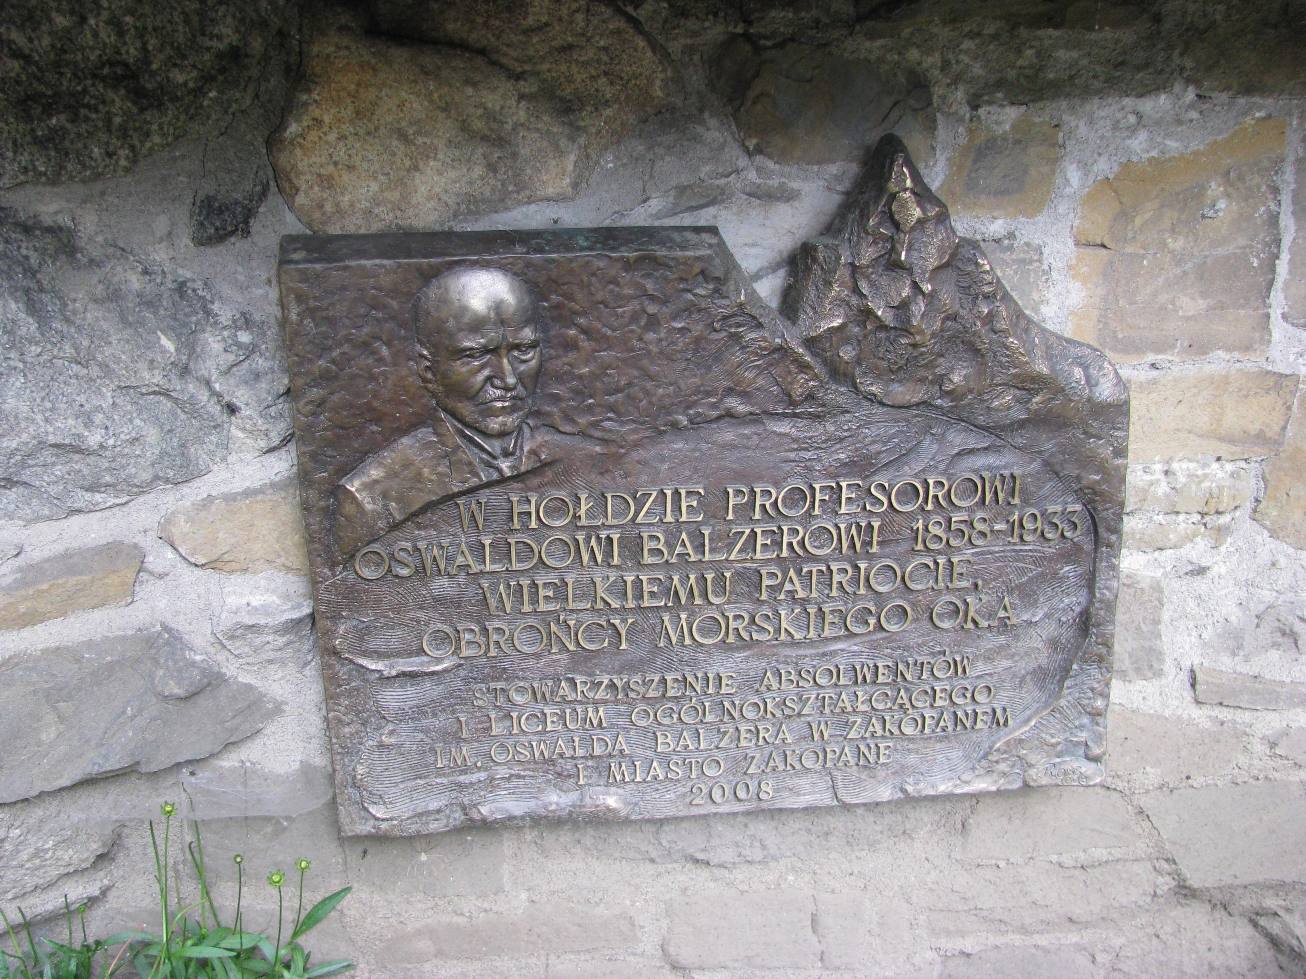 W HOŁDZIE PROFESOROWI
OSWALDOWI BALZEROWI 1858-1933
WIELKIEMU PATRIOCIE,
OBROŃCY MORSKIEGO OKA
STOWARZYSZENIE ABSOLWENTÓW
I LICEUM OGÓLNOKSZTAŁCĄCEGO
IM. OSWALDA BALZERA W ZAKOPANEM
I MIASTO ZAKOPANE
2008